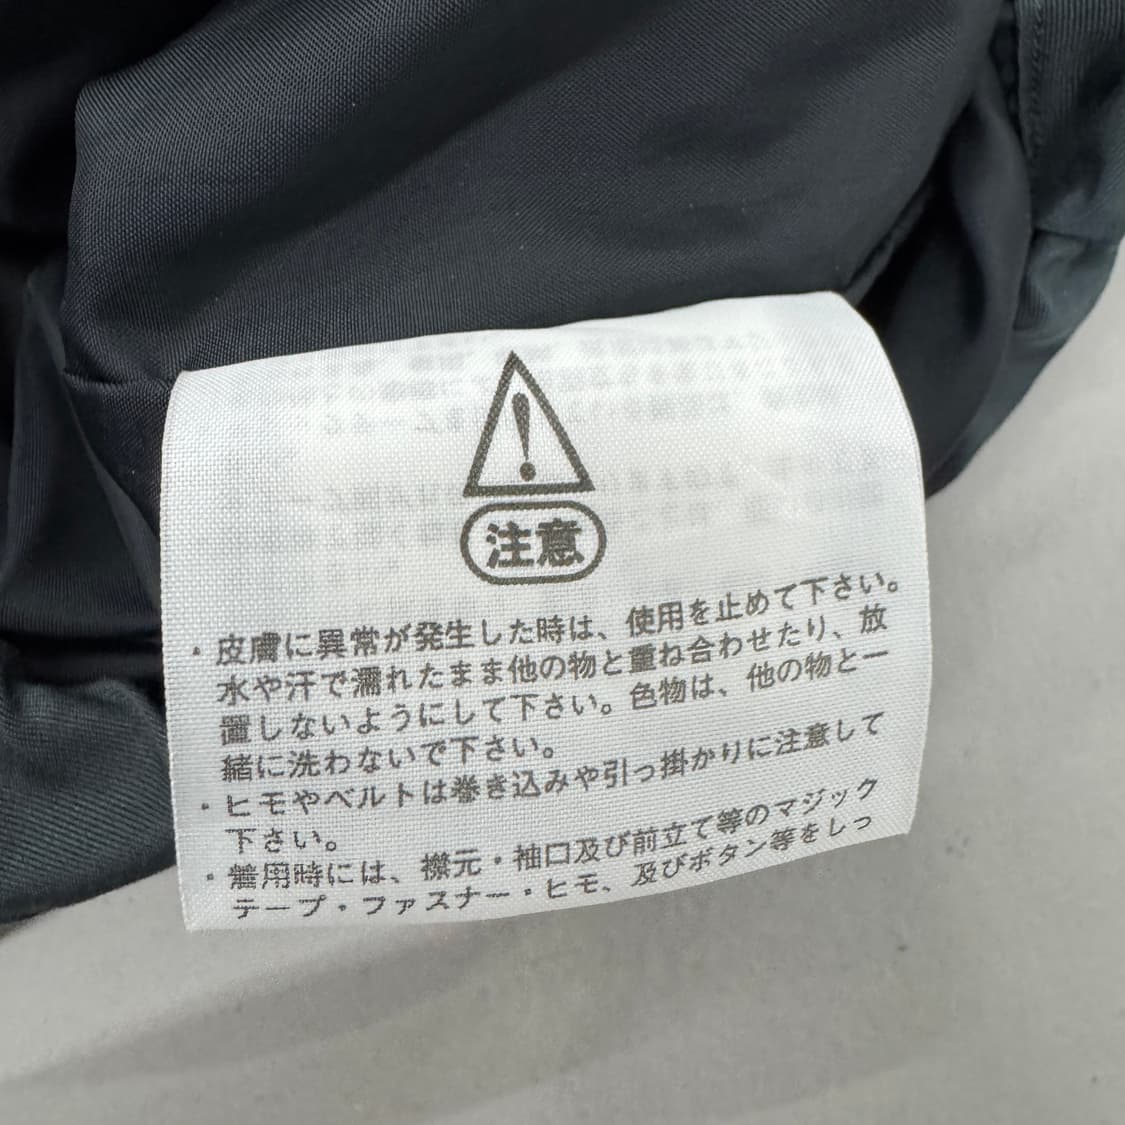 注意
・皮膚に異常が発生した時は、使用を止めて下さい。
水や汗で濡れたまま他の物と重ね合わせたり、放
置しないようにして下さい。色物は、他の物と一
緒に洗わないで下さい。
・ヒモやベルトは巻き込みや引っ掛かりに注意して
下さい。
・着用時には、襟元・袖口及び前立て等のマジック
テープ・ファスナー・ヒモ、及びボタン等をしっ